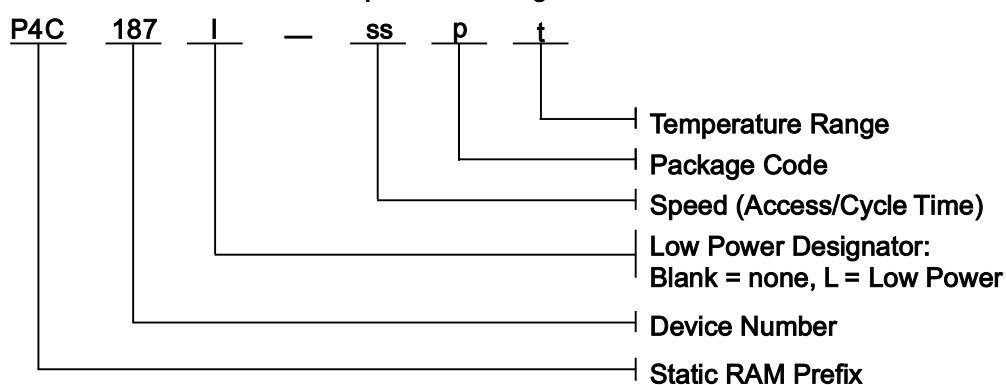 P4C 187 l — ss p t
Temperature Range
Package Code
Speed (Access/Cycle Time)
Low Power Designator:
Blank = none, L = Low Power
Device Number
Static RAM Prefix